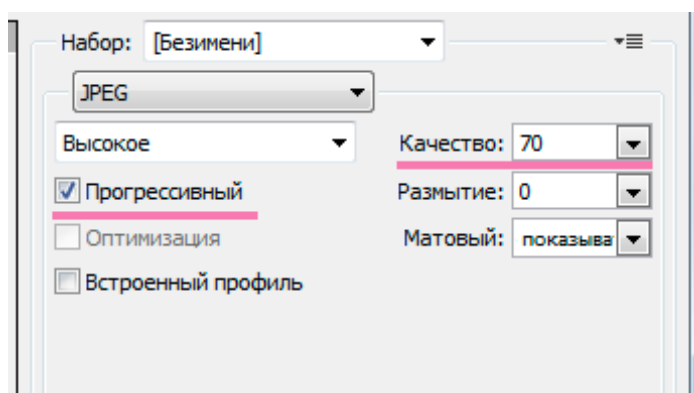 Набор: [Безимени]
JPEG
Высокое Качество: 70
Прогрессивный Размытие: 0
Оптимизация Матовый: показыва
Встроенный профиль